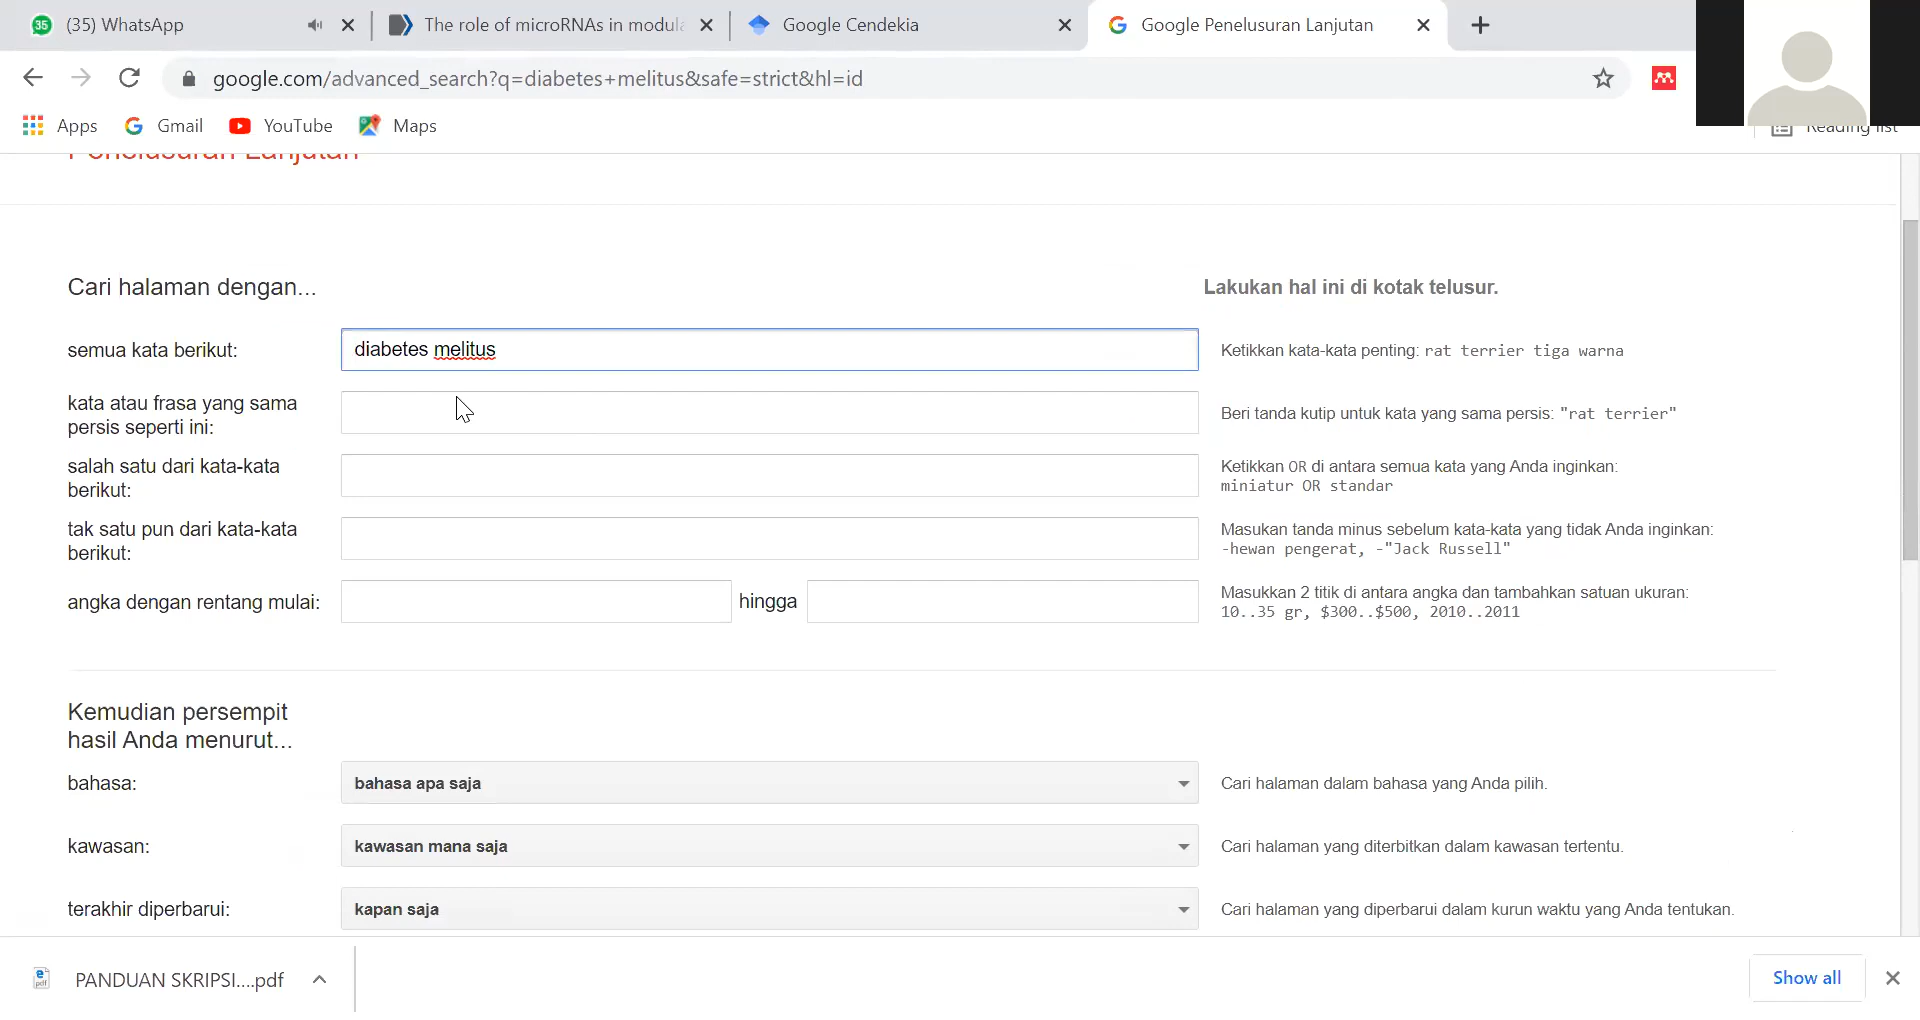 35 (35) WhatsApp
The role of microRNAs in modula
Google Cendekia
Google Penelusuran Lanjutan
google.com/advanced_search?q=diabetes+melitus&safe=strict&hl=id
Apps Gmail YouTube Maps Reading list
Penelusuran Lanjutan
Cari halaman dengan... Lakukan hal ini di kotak telusur.
semua kata berikut: diabetes melitus Ketikkan kata-kata penting: rat terrier tiga warna
kata atau frasa yang sama
persis seperti ini:
Beri tanda kutip untuk kata yang sama persis: "rat terrier"
salah satu dari kata-kata
berikut:
Ketikkan OR di antara semua kata yang Anda inginkan:
miniatur OR standar
tak satu pun dari kata-kata
berikut:
Masukan tanda minus sebelum kata-kata yang tidak Anda inginkan:
-hewan pengerat, -"Jack Russell"
angka dengan rentang mulai: hingga
Masukkan 2 titik di antara angka dan tambahkan satuan ukuran:
10..35 gr, $300..$500, 2010..2011
Kemudian persempit
hasil Anda menurut...
bahasa: bahasa apa saja Cari halaman dalam bahasa yang Anda pilih.
kawasan: kawasan mana saja Cari halaman yang diterbitkan dalam kawasan tertentu.
terakhir diperbarui: kapan saja Cari halaman yang diperbarui dalam kurun waktu yang Anda tentukan.
PANDUAN SKRIPSI....pdf Show all